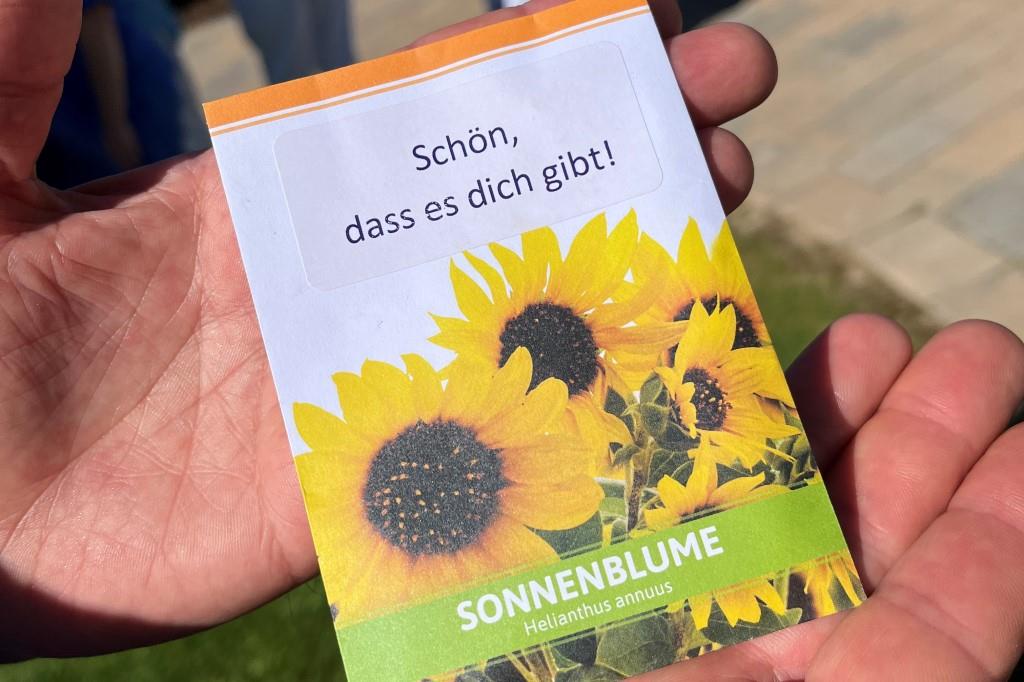 Schön,
dass es dich gibt!
SONNENBLUME
Helianthus annuus